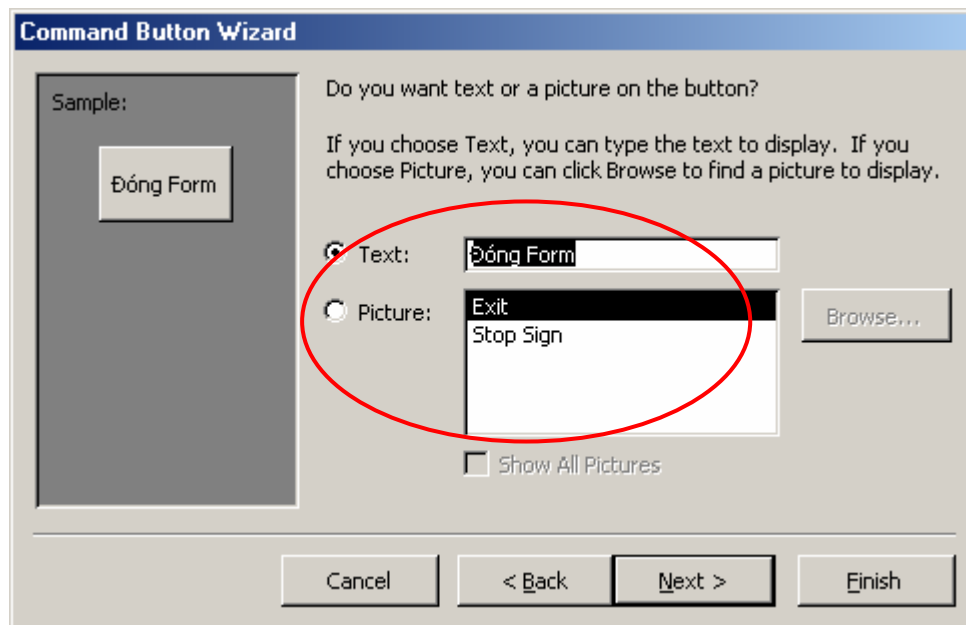 Command Button Wizard
Sample:
Đóng Form
Do you want text or a picture on the button?
If you choose Text, you can type the text to display. If you
choose Picture, you can click Browse to find a picture to display.
Text:
Đóng Form
Picture:
Exit
Stop Sign
Browse...
Show All Pictures
Cancel
< Back
Next >
Finish